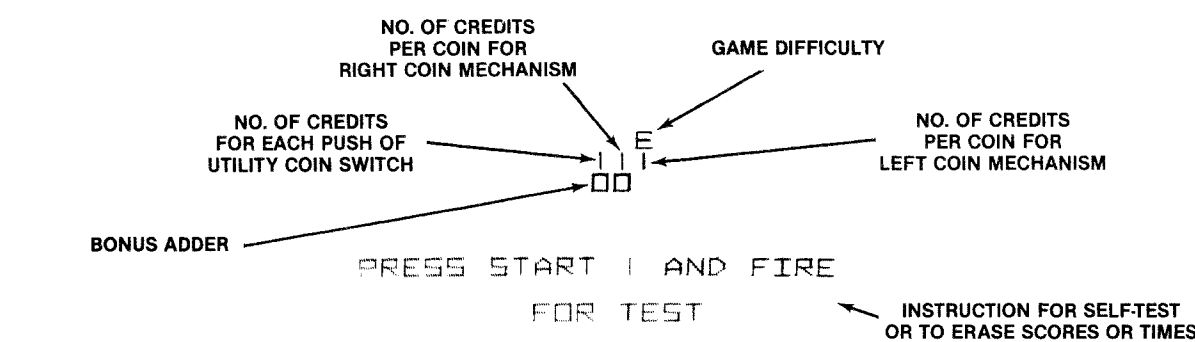 NO. OF CREDITS
PER COIN FOR
RIGHT COIN MECHANISM
GAME DIFFICULTY
NO. OF CREDITS
FOR EACH PUSH OF
UTILITY COIN SWITCH
NO. OF CREDITS
PER COIN FOR
LEFT COIN MECHANISM
E
1 1 1
00
BONUS ADDER
PRESS START 1 AND FIRE
FOR TEST
INSTRUCTION FOR SELF-TEST
OR TO ERASE SCORES OR TIMES